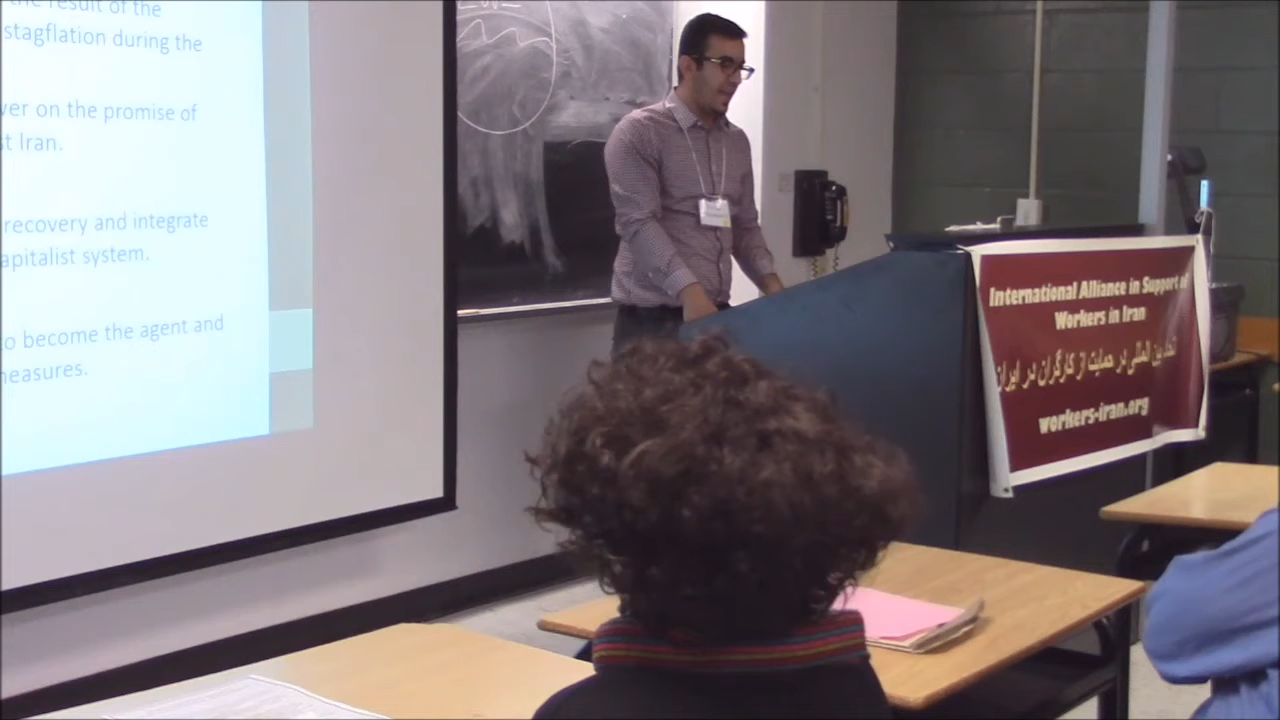 the result of the
stagflation during the
ver on the promise of
st Iran.
recovery and integrate
apitalist system.
to become the agent and
measures.
International Alliance in Support of
Workers in Iran
اتحاد بین المللی در حمایت از کارگران در ایران
workers-iran.org